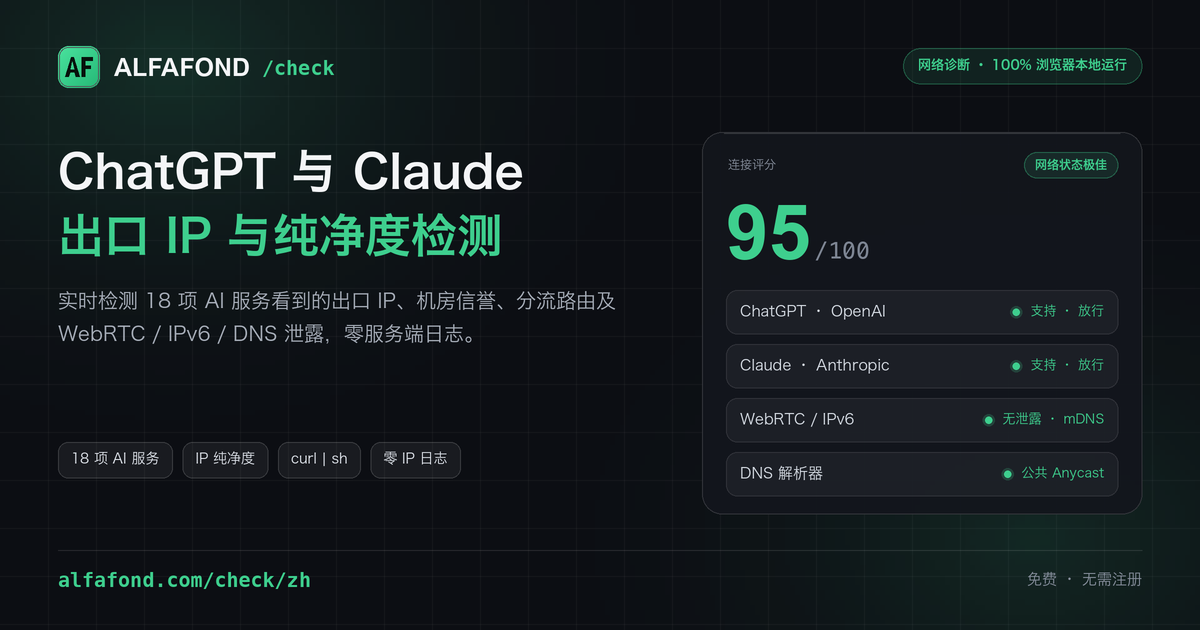 AF ALFAFOND /check
网络诊断 · 100% 浏览器本地运行
ChatGPT 与 Claude
出口 IP 与纯净度检测
实时检测 18 项 AI 服务看到的出口 IP、机房信誉、分流路由及
WebRTC / IPv6 / DNS 泄露，零服务端日志。
18 项 AI 服务
IP 纯净度
curl | sh
零 IP 日志
连接评分
网络状态极佳
95/100
ChatGPT · OpenAI
支持 · 放行
Claude · Anthropic
支持 · 放行
WebRTC / IPv6
无泄露 · mDNS
DNS 解析器
公共 Anycast
alfafond.com/check/zh
免费 · 无需注册